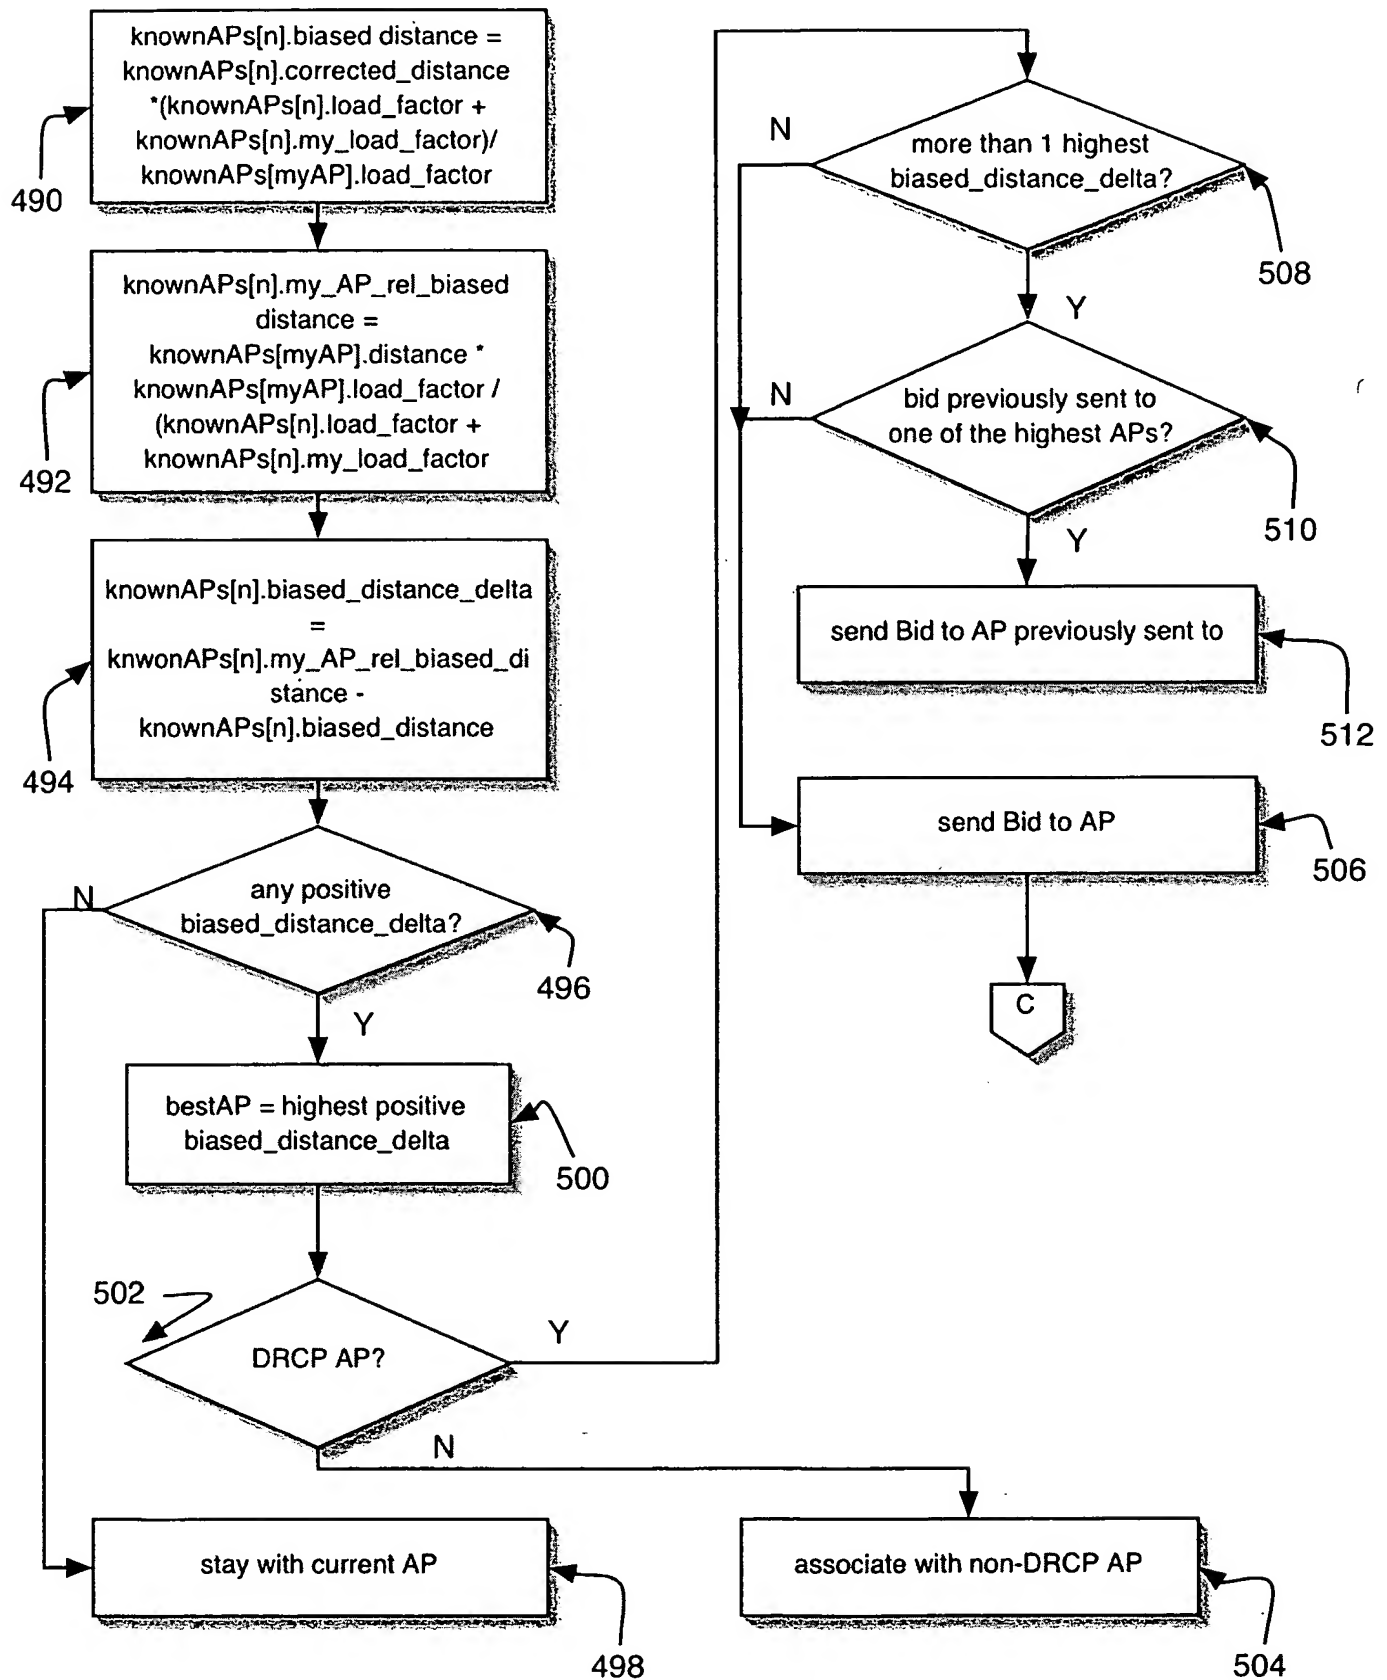 knownAPs[n].biased distance =
knownAPs[n].corrected_distance
*(knownAPs[n].load_factor +
knownAPs[n].my_load_factor)/
knownAPs[myAP].load_factor
490
knownAPs[n].my_AP_rel_biased
distance =
knownAPs[myAP].distance *
knownAPs[myAP].load_factor /
(knownAPs[n].load_factor +
knownAPs[n].my_load_factor
492
knownAPs[n].biased_distance_delta
=
knwonAPs[n].my_AP_rel_biased_di
stance -
knownAPs[n].biased_distance
494
any positive
biased_distance_delta?
N
496
Y
bestAP = highest positive
biased_distance_delta
500
502
DRCP AP?
Y
N
stay with current AP
498
associate with non-DRCP AP
504
more than 1 highest
biased_distance_delta?
N
508
Y
bid previously sent to
one of the highest APs?
N
510
Y
send Bid to AP previously sent to
512
send Bid to AP
506
C